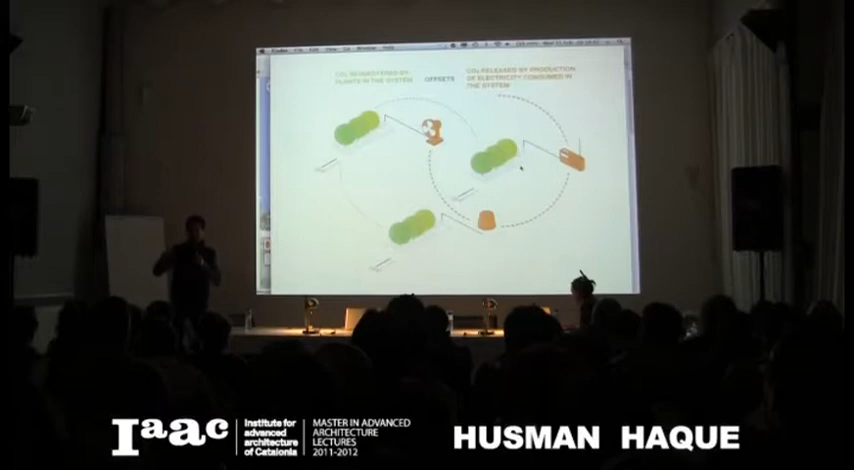 CO₂ SEQUESTERED BY
PLANTS IN THE SYSTEM
OFFSETS
CO₂ RELEASED BY PRODUCTION
OF ELECTRICITY CONSUMED IN
THE SYSTEM
Iaac
Institute for
advanced
architecture
of Catalonia
MASTER IN ADVANCED
ARCHITECTURE
LECTURES
2011-2012
HUSMAN HAQUE